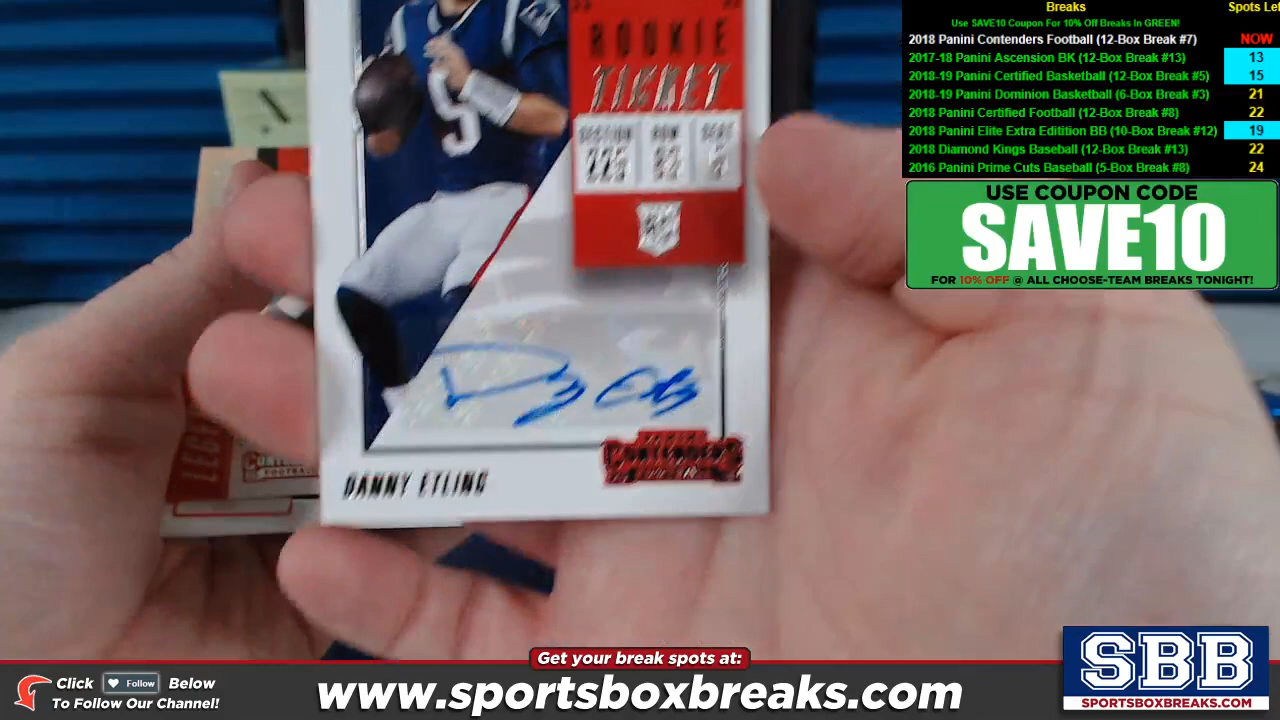 ROOKIE
TICKET
SECTION ROW SEAT
5
DANNY ETLING
CONTENDERS
Breaks
Use SAVE10 Coupon For 10% Off Breaks In GREEN!
2018 Panini Contenders Football (12-Box Break #7) NOW
2017-18 Panini Ascension BK (12-Box Break #13) 13
2018-19 Panini Certified Basketball (12-Box Break #5) 15
2018-19 Panini Dominion Basketball (6-Box Break #3) 21
2018 Panini Certified Football (12-Box Break #8) 22
2018 Panini Elite Extra Edition BB (10-Box Break #12) 19
2018 Diamond Kings Baseball (12-Box Break #13) 22
2016 Panini Prime Cuts Baseball (5-Box Break #8) 24
USE COUPON CODE
SAVE10
FOR 10% OFF @ ALL CHOOSE-TEAM BREAKS TONIGHT!
Get your break spots at:
Click Follow Below
To Follow Our Channel!
www.sportsboxbreaks.com
SBB
SPORTSBOXBREAKS.COM